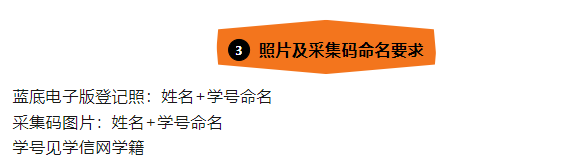 3 照片及采集码命名要求
蓝底电子版登记照：姓名+学号命名
采集码图片：姓名+学号命名
学号见学信网学籍